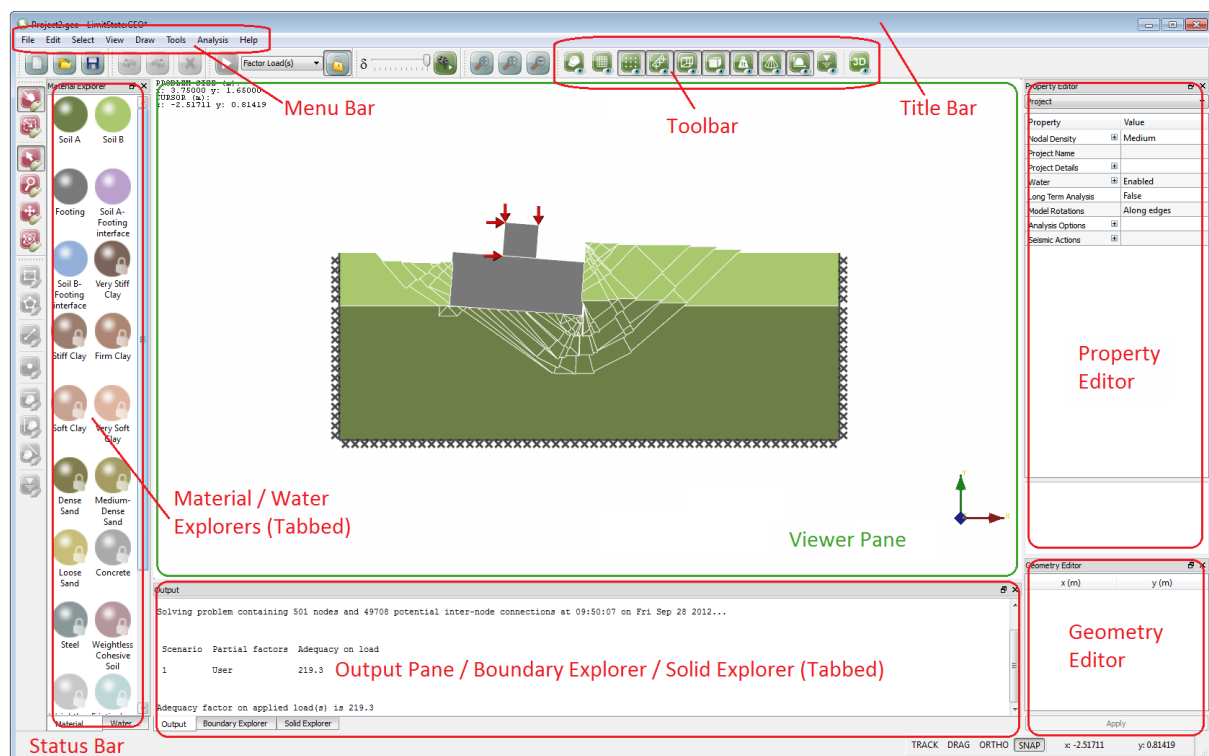 Project2.geo - LimitState:GEO*
File Edit Select View Draw Tools Analysis Help
Factor Load(s)
δ
3D
Menu Bar
Toolbar
Title Bar
Material Explorer
Soil A Soil B
Footing Soil A-
Footing
interface
Soil B-
Footing
interface
Very Stiff
Clay
Stiff Clay Firm Clay
Soft Clay Very Soft
Clay
Dense
Sand
Medium-
Dense
Sand
Loose
Sand
Concrete
Steel Weightless
Cohesive
Soil
Material... Water...
Material / Water
Explorers (Tabbed)
PROBLEM SIZE (m):
x: 3.75000 y: 1.65000
CURSOR (m):
x: -2.51711 y: 0.81419
Y
X
Viewer Pane
Property Editor
Project
Property Value
Nodal Density Medium
Project Name
Project Details
Water Enabled
Long Term Analysis False
Model Rotations Along edges
Analysis Options
Seismic Actions
Property
Editor
Output
Solving problem containing 501 nodes and 49708 potential inter-node connections at 09:50:07 on Fri Sep 28 2012...
Scenario Partial factors Adequacy on load
1 User 219.3
Output Pane / Boundary Explorer / Solid Explorer (Tabbed)
Adequacy factor on applied load(s) is 219.3
Output Boundary Explorer Solid Explorer
Geometry Editor
x (m) y (m)
Geometry
Editor
Apply
Status Bar
TRACK DRAG ORTHO SNAP x: -2.51711 y: 0.81419